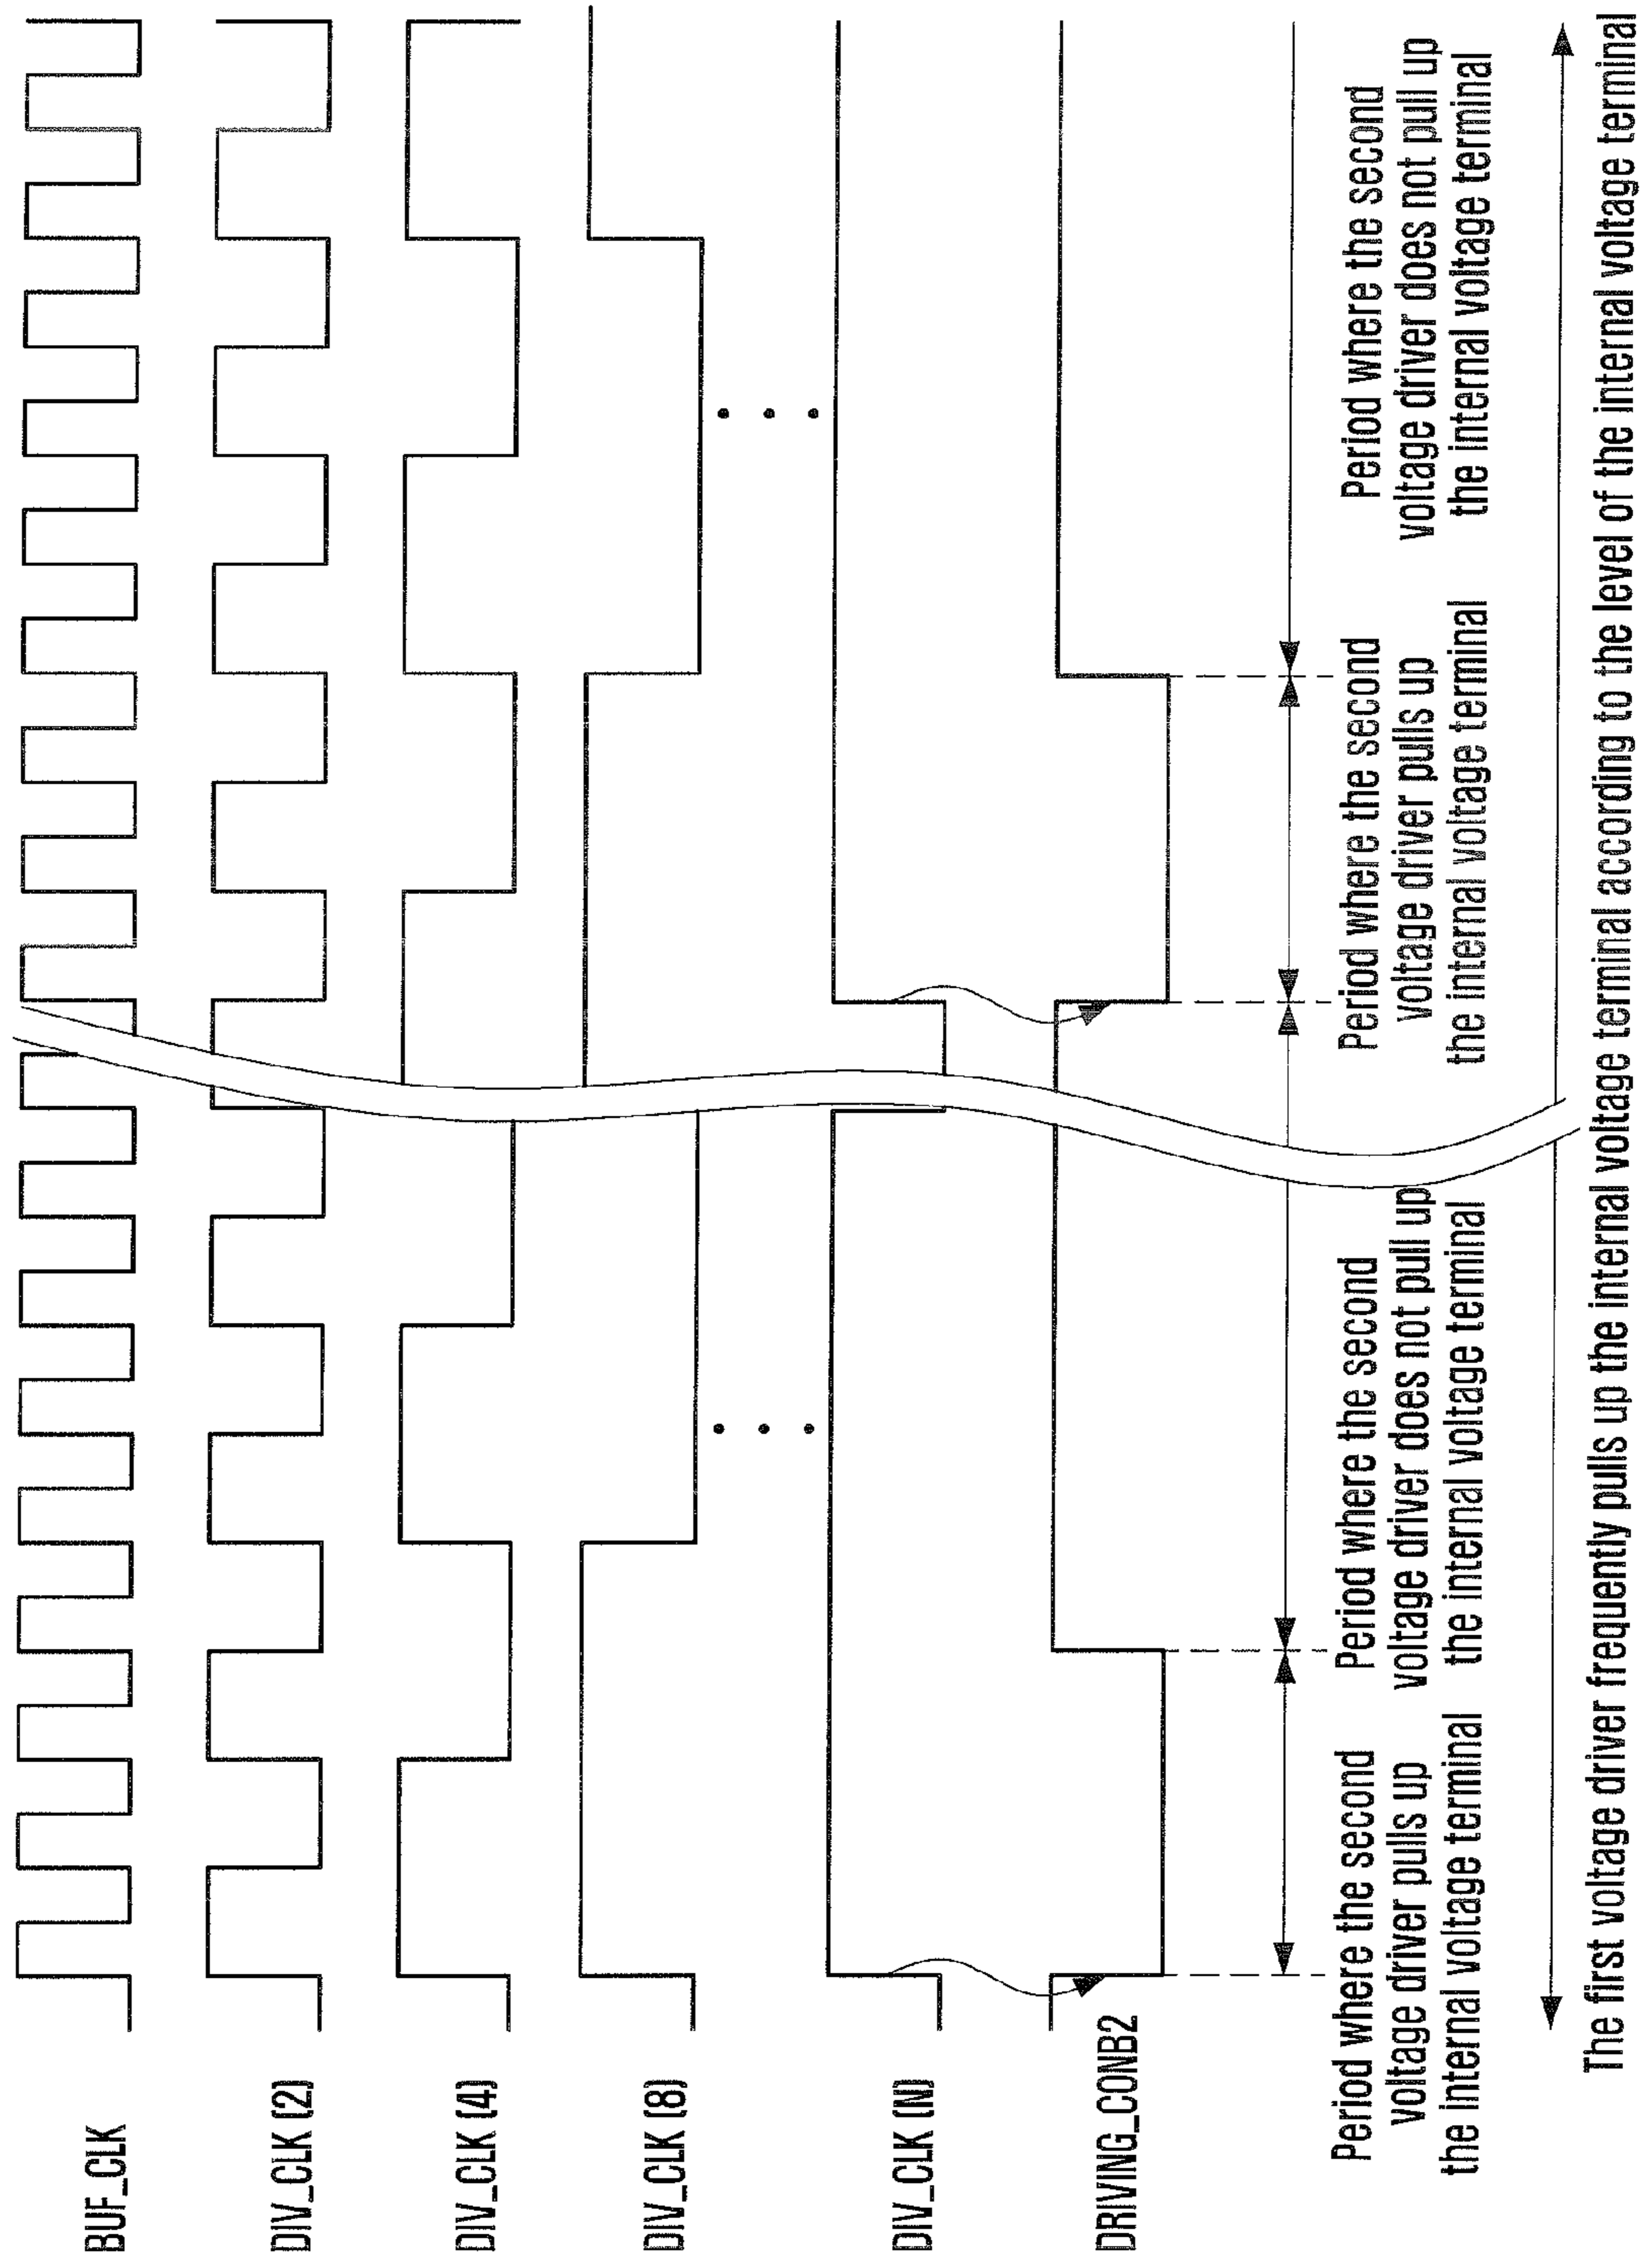 BUF_CLK
DIV_CLK (2)
DIV_CLK (4)
DIV_CLK (8)
DIV_CLK (N)
DRIVING_CONB2
Period where the second
voltage driver pulls up
the internal voltage terminal
Period where the second
voltage driver does not pull up
the internal voltage terminal
Period where the second
voltage driver pulls up
the internal voltage terminal
Period where the second
voltage driver does not pull up
the internal voltage terminal
The first voltage driver frequently pulls up the internal voltage terminal according to the level of the internal voltage terminal